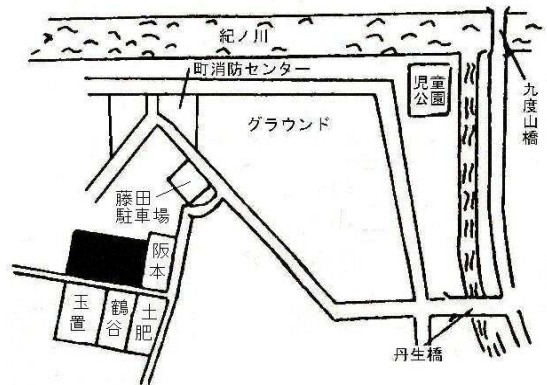 紀ノ川
町消防センター
児童
公園
九度山橋
グラウンド
藤田
駐車場
阪本
玉置
鶴谷
土肥
丹生橋